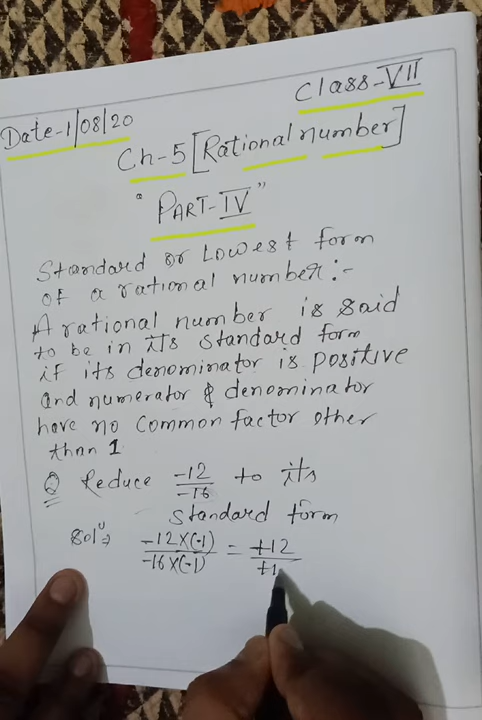 Class-VII
Date-1/08/20
Ch-5 [Rational number]
"PART-IV"
Standard or Lowest form
of a rational number:-
A rational number is said
to be in its standard form
if its denominator is positive
and numerator & denominator
have no common factor other
than 1
Q Reduce -12/-16 to its
standard form
Solⁿ⇒ -12×(-1)/-16×(-1) = +12/+1